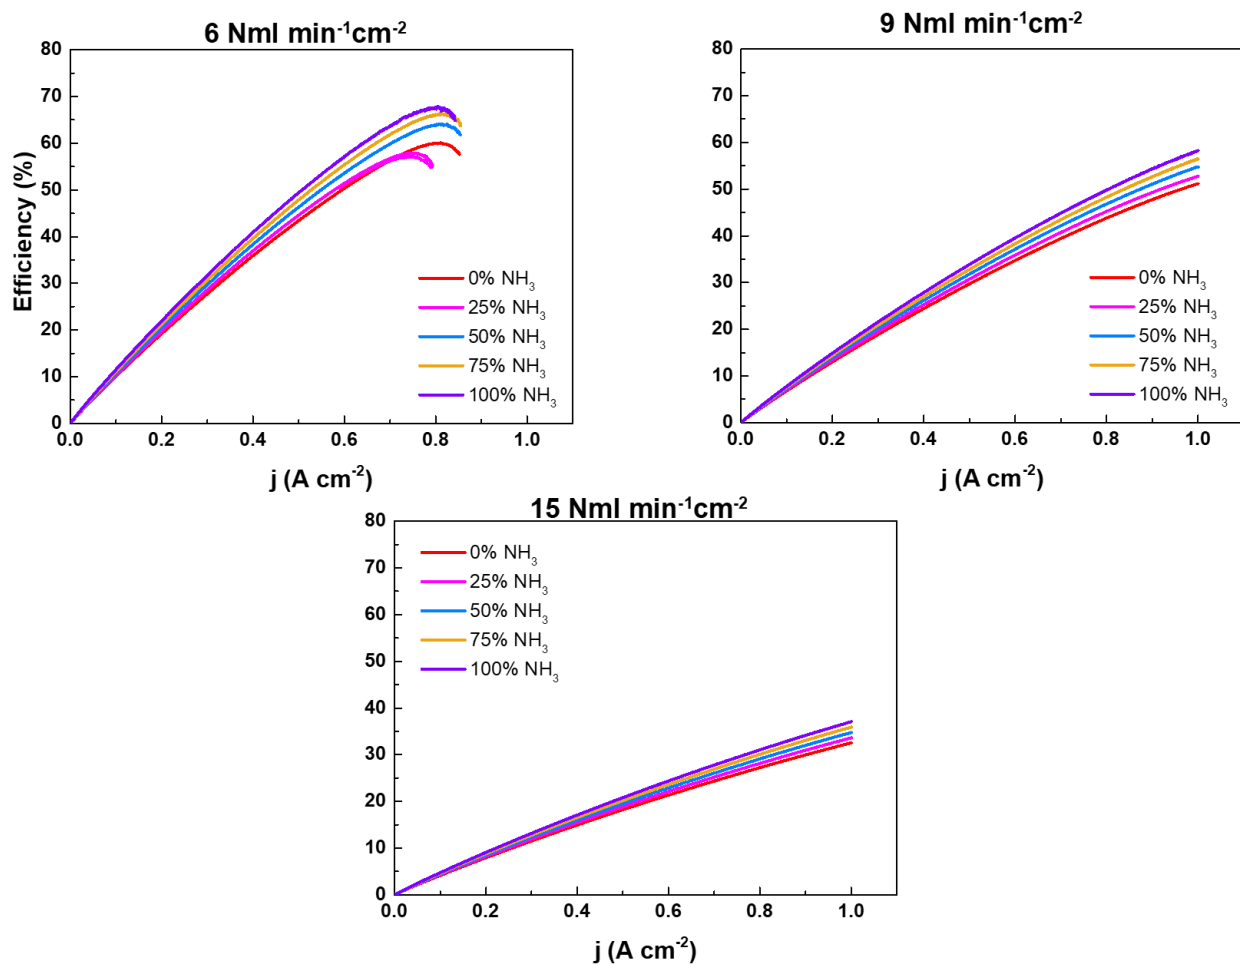 6 Nml min⁻¹cm⁻²
80
70
60
50
40
30
20
10
0
Efficiency (%)
0% NH₃
25% NH₃
50% NH₃
75% NH₃
100% NH₃
0.0 0.2 0.4 0.6 0.8 1.0
j (A cm⁻²)
9 Nml min⁻¹cm⁻²
80
70
60
50
40
30
20
10
0
0% NH₃
25% NH₃
50% NH₃
75% NH₃
100% NH₃
0.0 0.2 0.4 0.6 0.8 1.0
j (A cm⁻²)
15 Nml min⁻¹cm⁻²
80
70
60
50
40
30
20
10
0
0% NH₃
25% NH₃
50% NH₃
75% NH₃
100% NH₃
0.0 0.2 0.4 0.6 0.8 1.0
j (A cm⁻²)